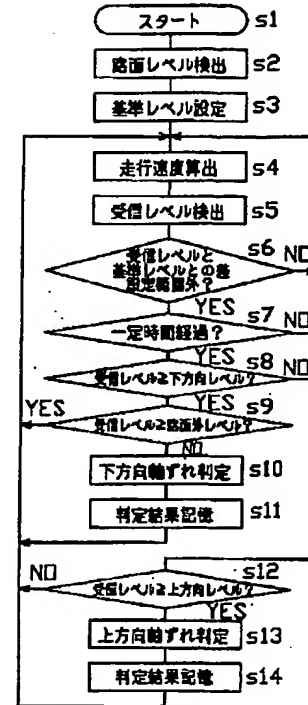 スタート s1
路面レベル検出 s2
基準レベル設定 s3
走行速度算出 s4
受信レベル検出 s5
受信レベルと
基準レベルとの差
設定範囲外? s6 NO
YES
一定時間経過? s7 NO
YES
受信レベル≧下方向レベル? s8 NO
YES
受信レベル≧路面外レベル? s9 YES
NO
下方向軸ずれ判定 s10
判定結果記憶 s11
受信レベル≧上方向レベル? s12 NO
YES
上方向軸ずれ判定 s13
判定結果記憶 s14